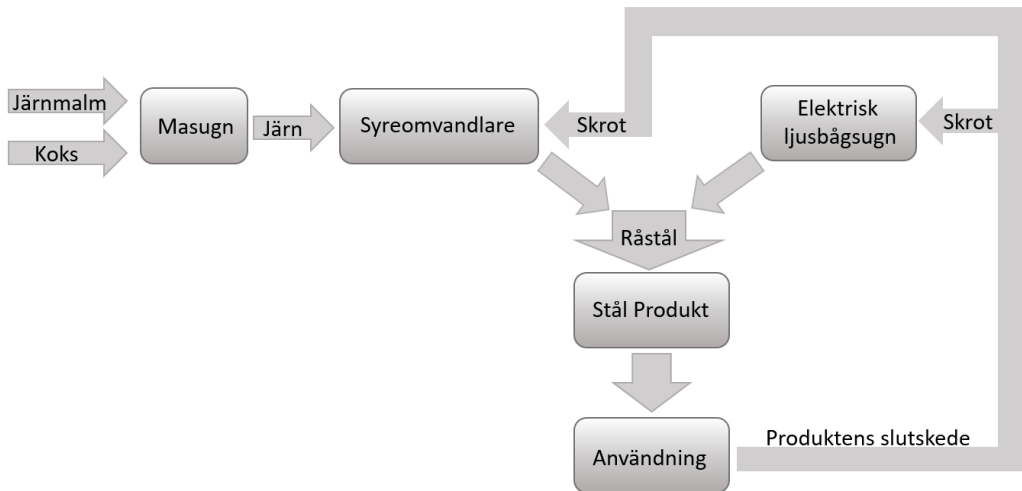 Järnmalm
Koks
Masugn
Järn
Syreomvandlare
Skrot
Elektrisk
ljusbågsugn
Skrot
Råstål
Stål Produkt
Användning
Produktens slutskede